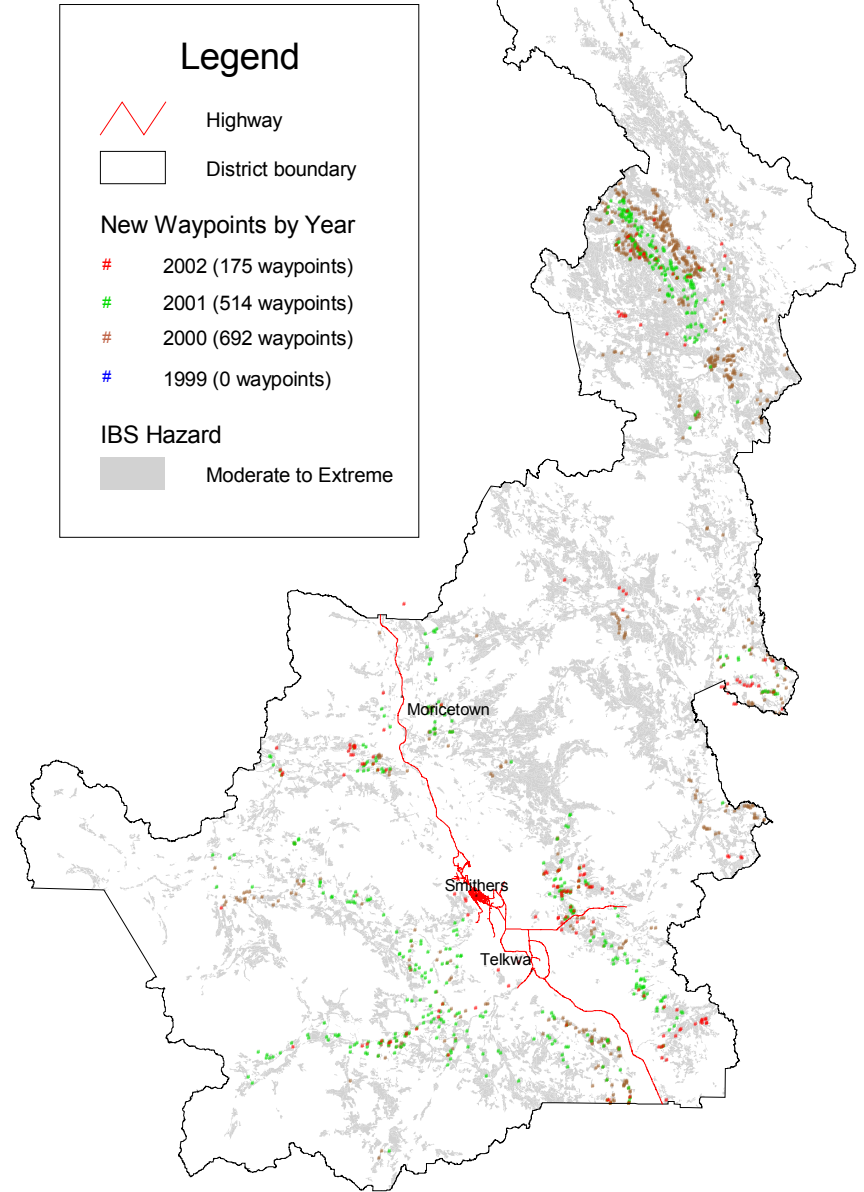 Legend
Highway
District boundary
New Waypoints by Year
# 2002 (175 waypoints)
# 2001 (514 waypoints)
# 2000 (692 waypoints)
# 1999 (0 waypoints)
IBS Hazard
Moderate to Extreme
Moricetown
Smithers
Telkwa